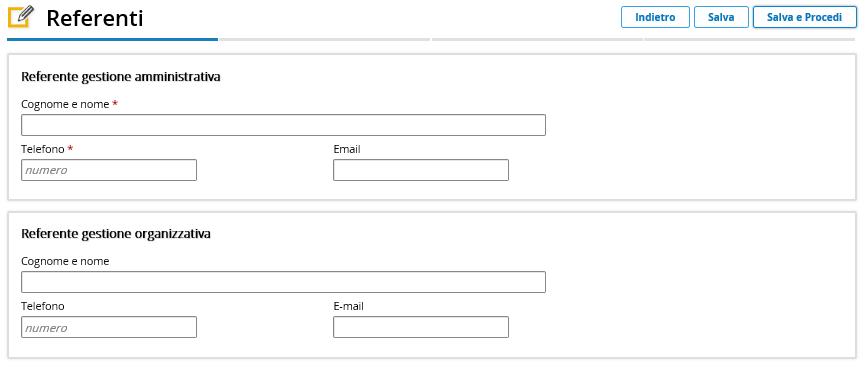 Referenti
Indietro
Salva
Salva e Procedi
Referente gestione amministrativa
Cognome e nome *
Telefono * Email
numero
Referente gestione organizzativa
Cognome e nome
Telefono E-mail
numero